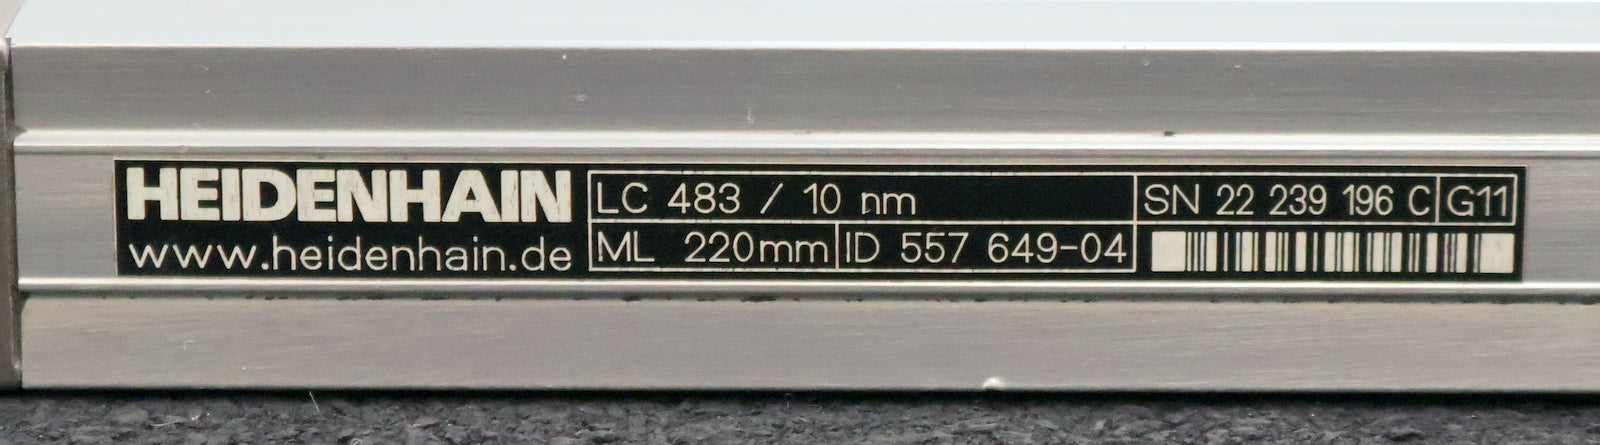 HEIDENHAIN
www.heidenhain.de
LC 483 / 10 nm
ML 220mm
ID 557 649-04
SN 22 239 196 C
G11